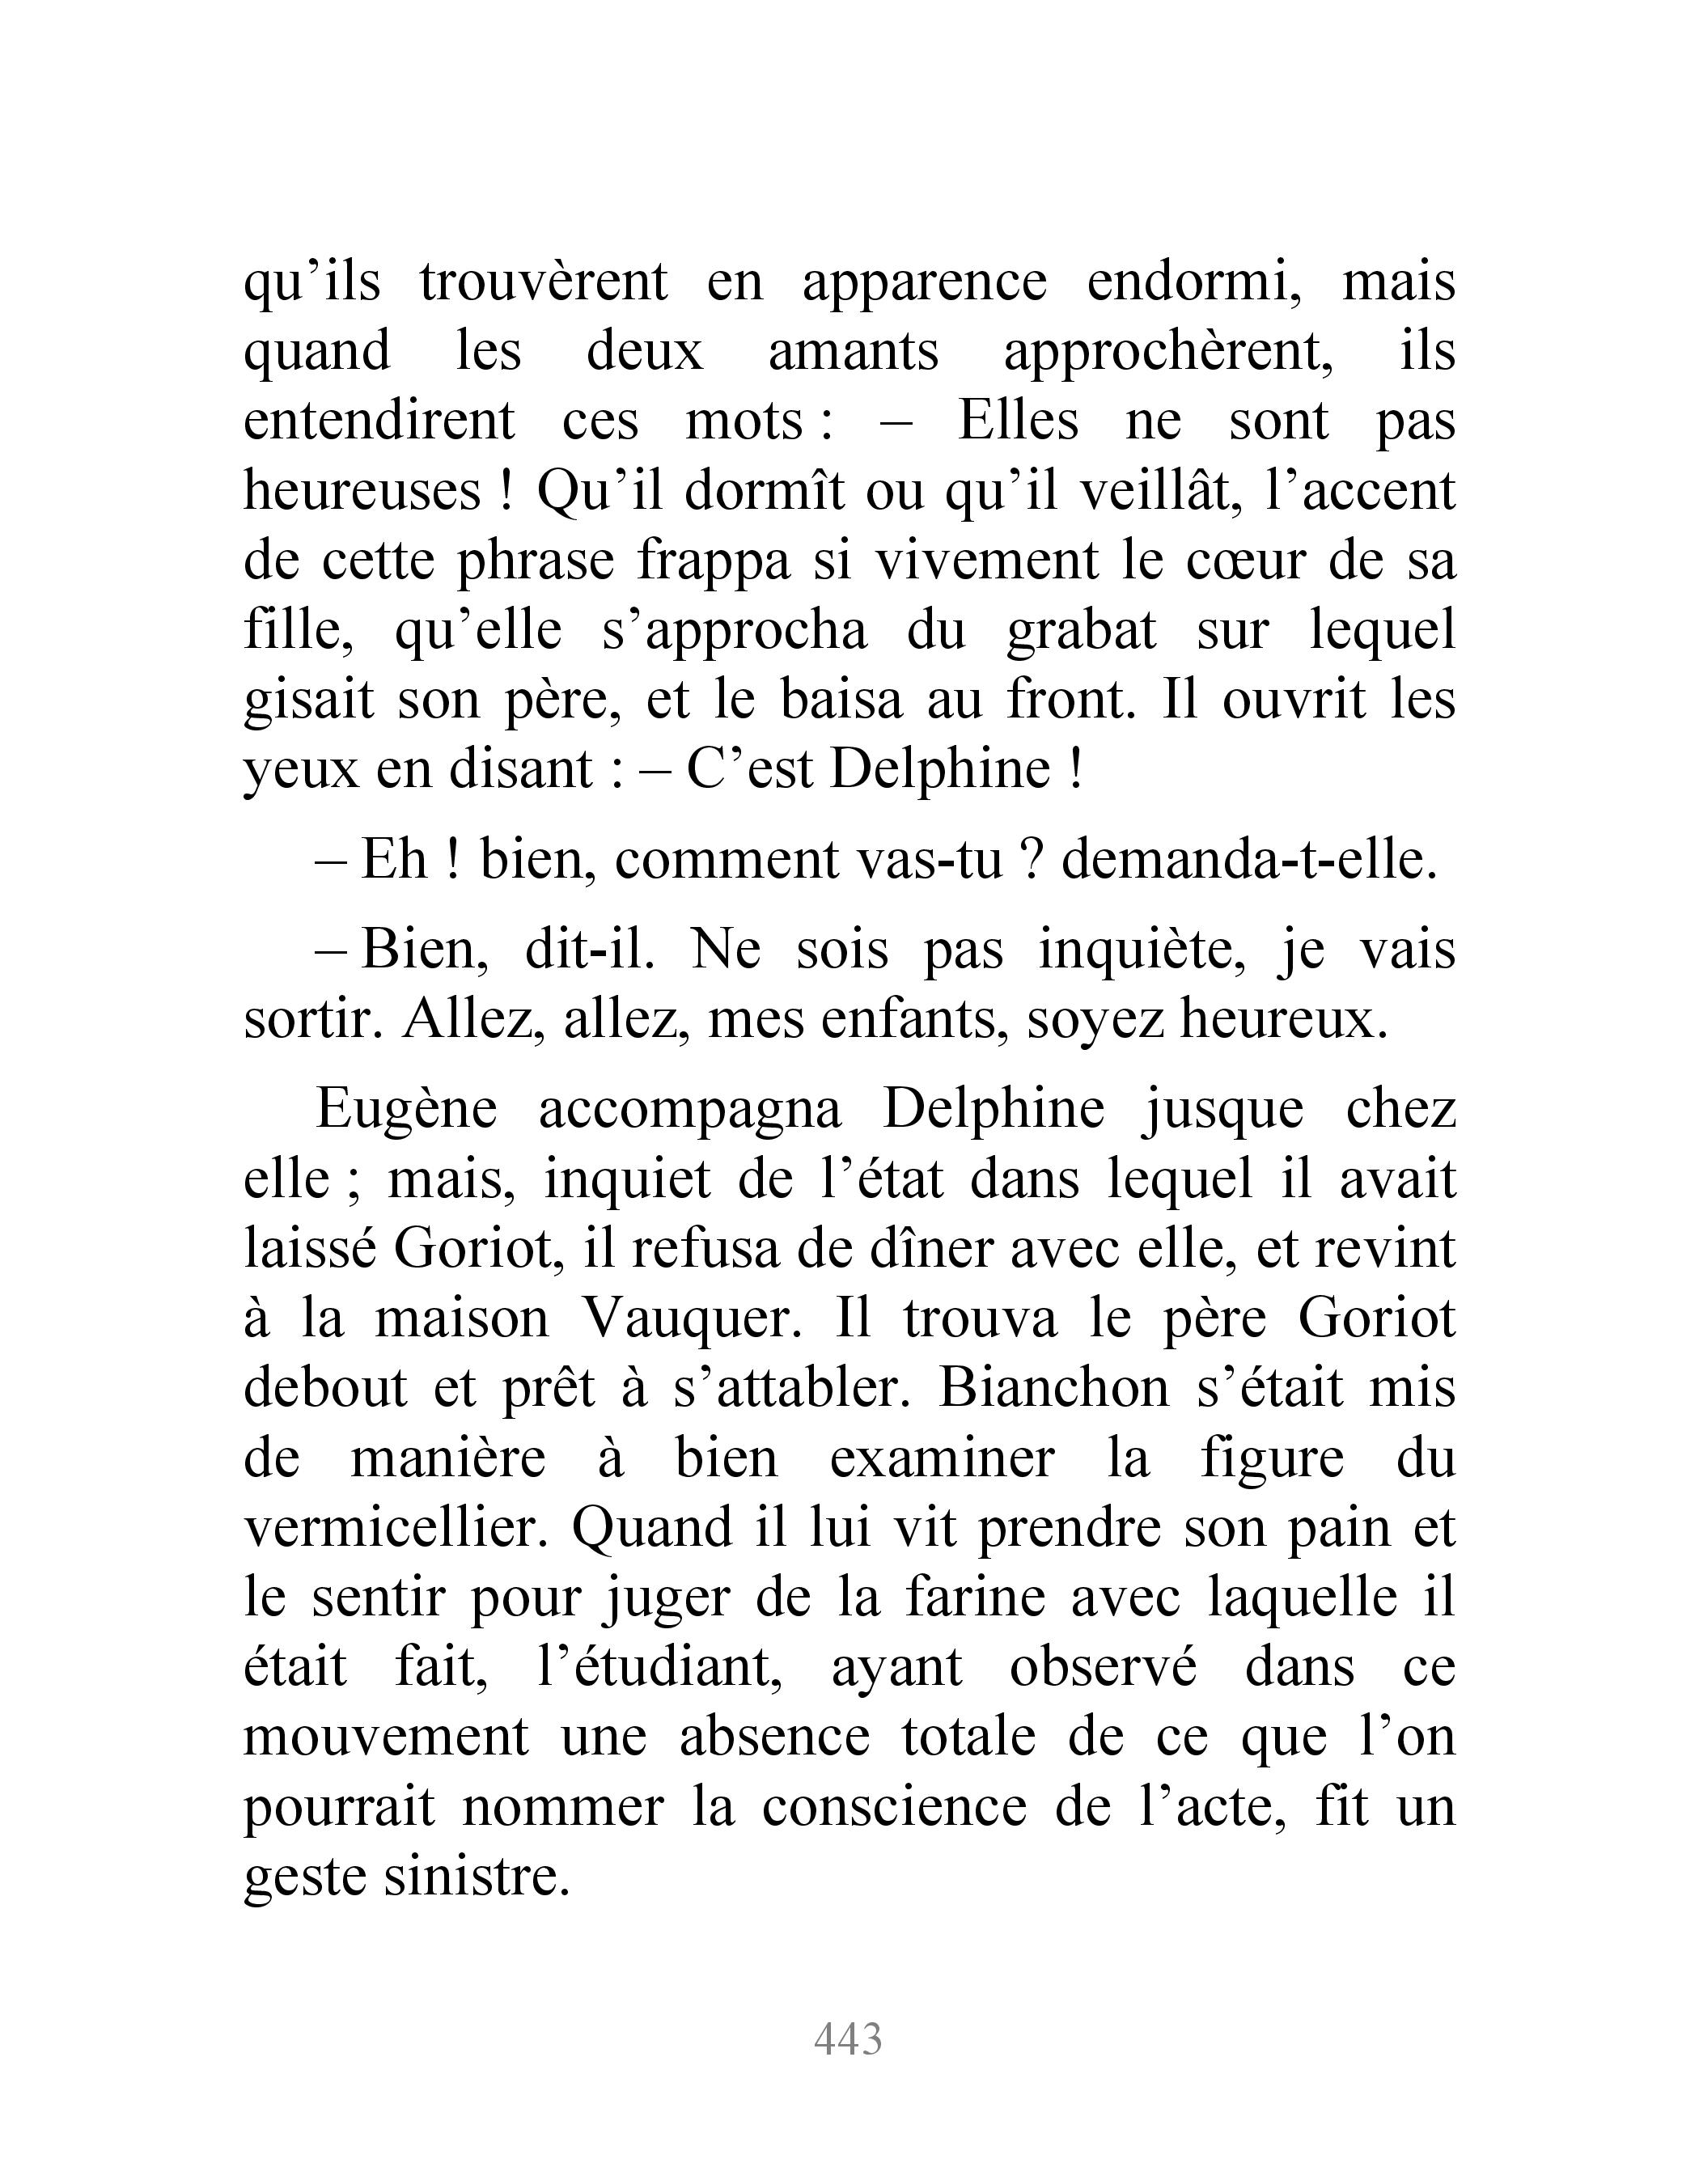 qu’ils trouvèrent en apparence endormi, mais
quand les deux amants approchèrent, ils
entendirent ces mots : – Elles ne sont pas
heureuses ! Qu’il dormît ou qu’il veillât, l’accent
de cette phrase frappa si vivement le cœur de sa
fille, qu’elle s’approcha du grabat sur lequel
gisait son père, et le baisa au front. Il ouvrit les
yeux en disant : – C’est Delphine !
– Eh ! bien, comment vas-tu ? demanda-t-elle.
– Bien, dit-il. Ne sois pas inquiète, je vais
sortir. Allez, allez, mes enfants, soyez heureux.
Eugène accompagna Delphine jusque chez
elle ; mais, inquiet de l’état dans lequel il avait
laissé Goriot, il refusa de dîner avec elle, et revint
à la maison Vauquer. Il trouva le père Goriot
debout et prêt à s’attabler. Bianchon s’était mis
de manière à bien examiner la figure du
vermicellier. Quand il lui vit prendre son pain et
le sentir pour juger de la farine avec laquelle il
était fait, l’étudiant, ayant observé dans ce
mouvement une absence totale de ce que l’on
pourrait nommer la conscience de l’acte, fit un
geste sinistre.
443